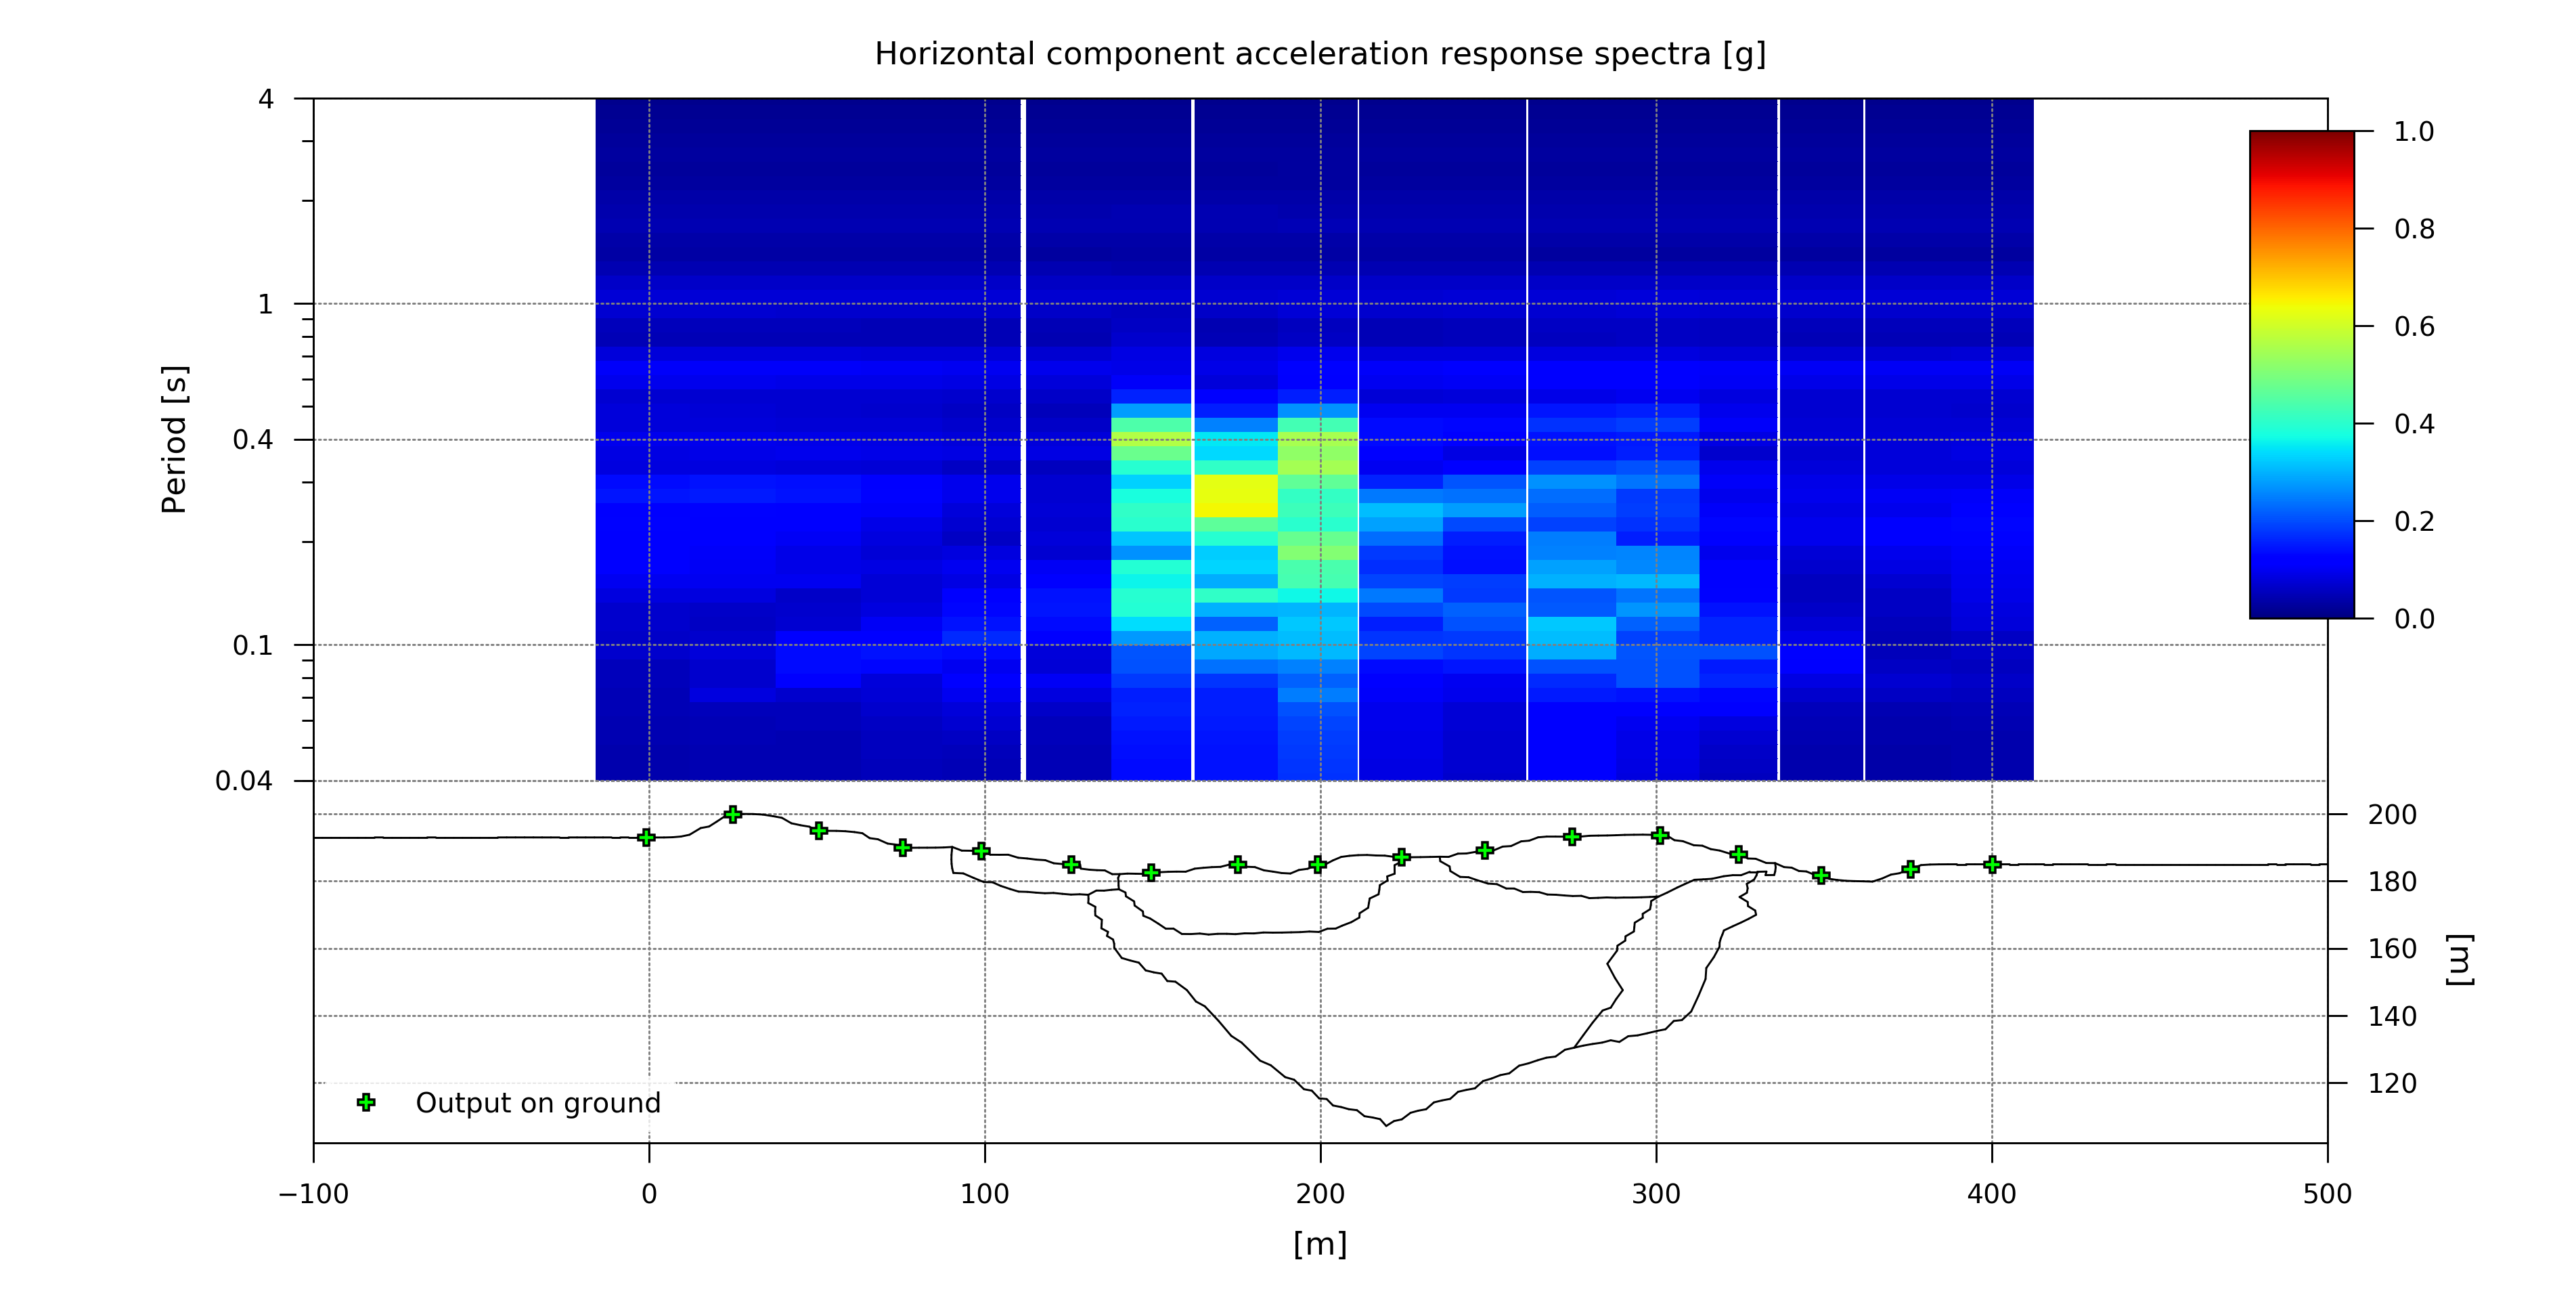 Horizontal component acceleration response spectra [g]
4
1
0.4
0.1
0.04
Period [s]
1.0
0.8
0.6
0.4
0.2
0.0
200
180
160
140
120
[m]
Output on ground
−100 0 100 200 300 400 500
[m]